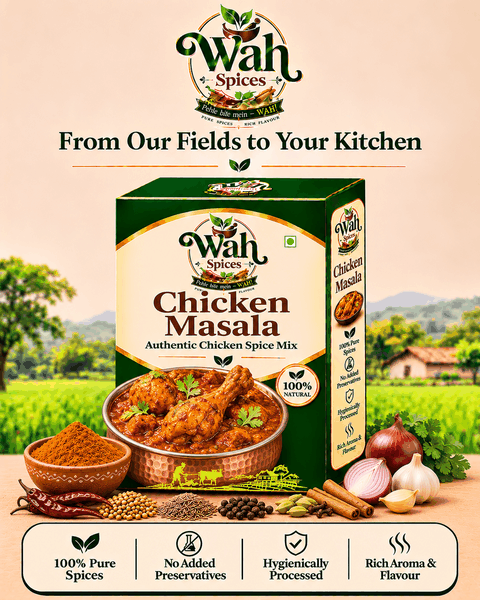 Wah
Spices
Pehle bite mein – WAH!
PURE SPICES RICH FLAVOUR
From Our Fields to Your Kitchen
Wah
Spices
Pehle bite mein – WAH!
Chicken
Masala
Authentic Chicken Spice Mix
100%
NATURAL
Wah
Spices
Chicken
Masala
100% Pure
Spices
No Added
Preservatives
Hygienically
Processed
Rich Aroma &
Flavour
100% Pure
Spices
No Added
Preservatives
Hygienically
Processed
Rich Aroma &
Flavour